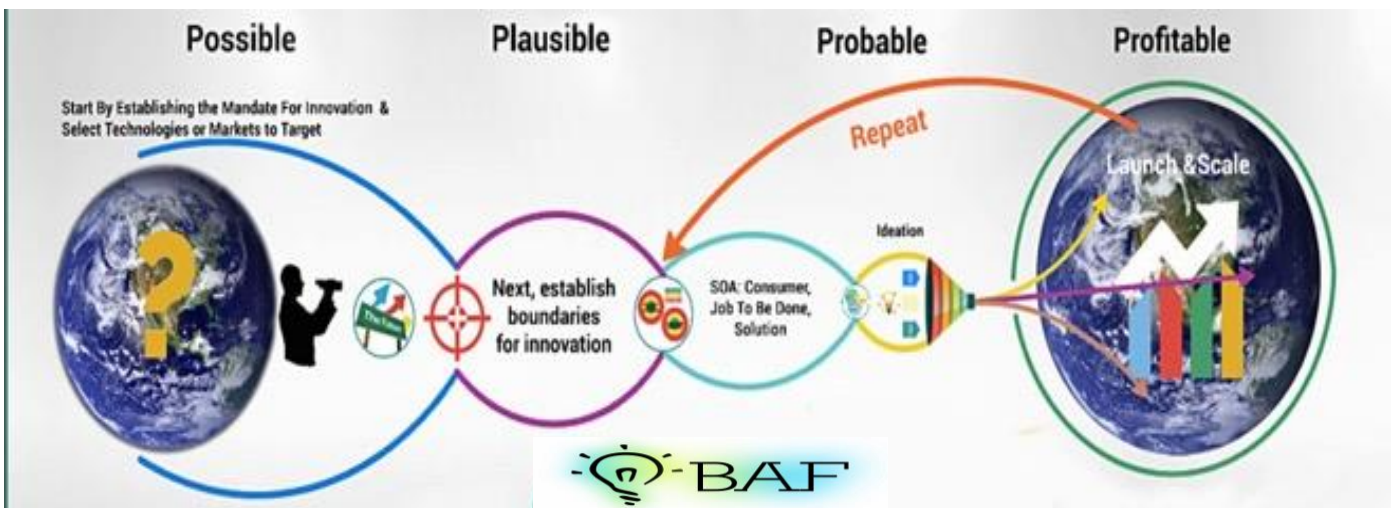 Possible
Plausible
Probable
Profitable
Start By Establishing the Mandate For Innovation &
Select Technologies or Markets to Target
Repeat
Launch &Scale
Ideation
Next, establish
boundaries
for innovation
SOA: Consumer,
Job To Be Done,
Solution
BAF